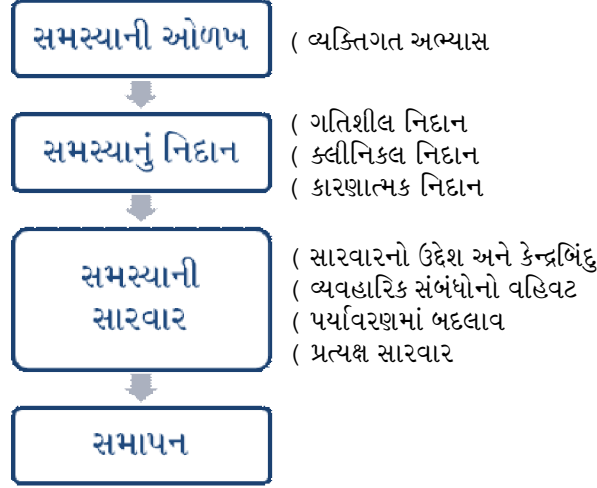 સમસ્યાની ઓળખ
( વ્યક્તિગત અભ્યાસ
સમસ્યાનું નિદાન
( ગતિશીલ નિદાન
( ક્લીનિકલ નિદાન
( કારણાત્મક નિદાન
સમસ્યાની
સારવાર
( સારવારનો ઉદ્દેશ અને કેન્દ્રબિંદુ
( વ્યવહારિક સંબંધોનો વહિવટ
( પર્યાવરણમાં બદલાવ
( પ્રત્યક્ષ સારવાર
સમાપન